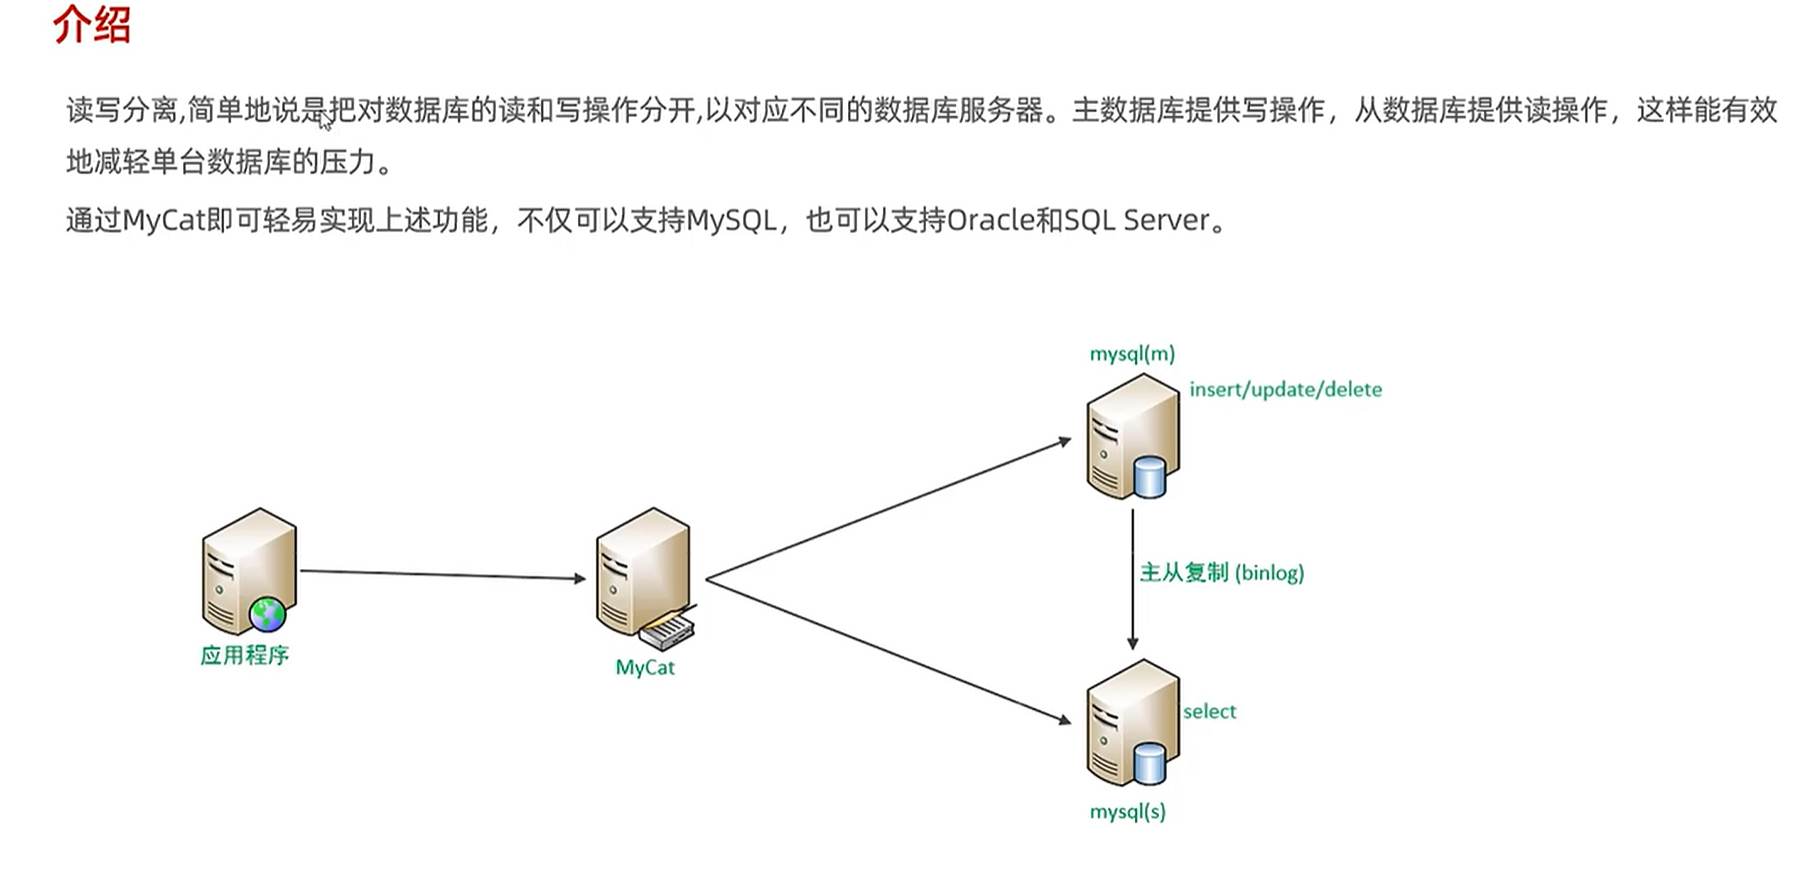 介绍
读写分离,简单地说是把对数据库的读和写操作分开,以对应不同的数据库服务器。主数据库提供写操作，从数据库提供读操作，这样能有效
地减轻单台数据库的压力。
通过MyCat即可轻易实现上述功能，不仅可以支持MySQL，也可以支持Oracle和SQL Server。
mysql(m)
insert/update/delete
主从复制 (binlog)
应用程序
MyCat
select
mysql(s)